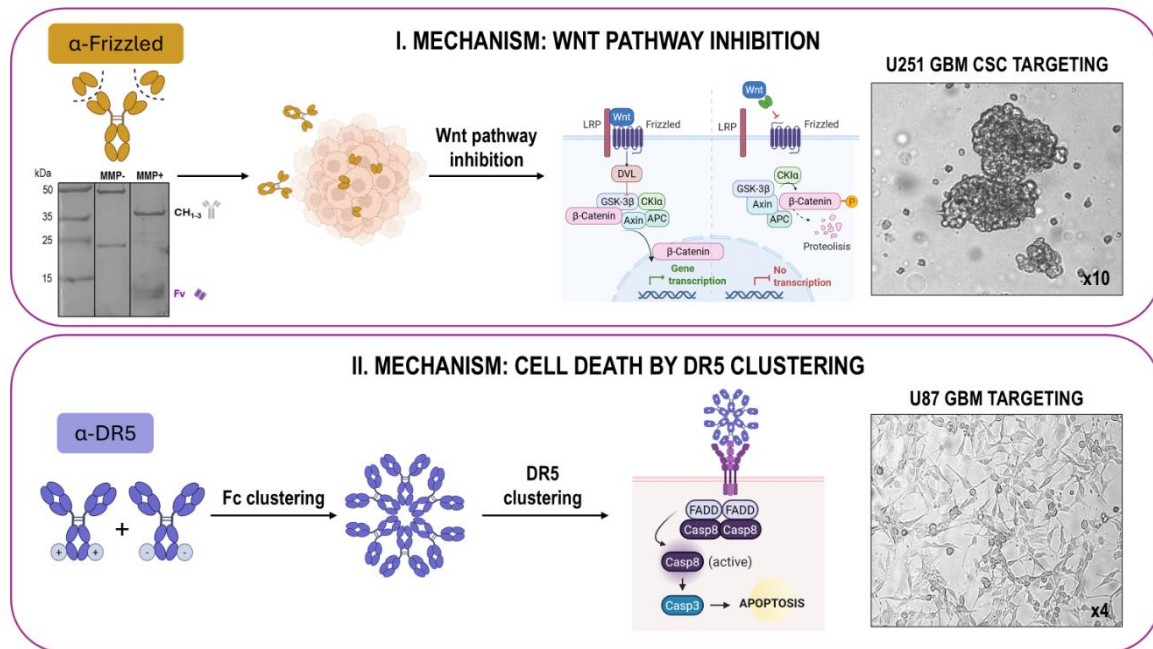 I. MECHANISM: WNT PATHWAY INHIBITION
α-Frizzled
kDa
MMP-
MMP+
50
35
25
15
CH₁₋₃
Fv
Wnt pathway
inhibition
LRP
Wnt
Frizzled
DVL
GSK-3β
CKlα
β-Catenin
Axin
APC
β-Catenin
Gene
transcription
Wnt
LRP
Frizzled
CKlα
GSK-3β
Axin
β-Catenin
P
APC
Proteolisis
No
transcription
U251 GBM CSC TARGETING
x10
II. MECHANISM: CELL DEATH BY DR5 CLUSTERING
α-DR5
+ + + - -
Fc clustering
DR5
clustering
FADD FADD
Casp8 Casp8
Casp8 (active)
Casp3 APOPTOSIS
U87 GBM TARGETING
x4